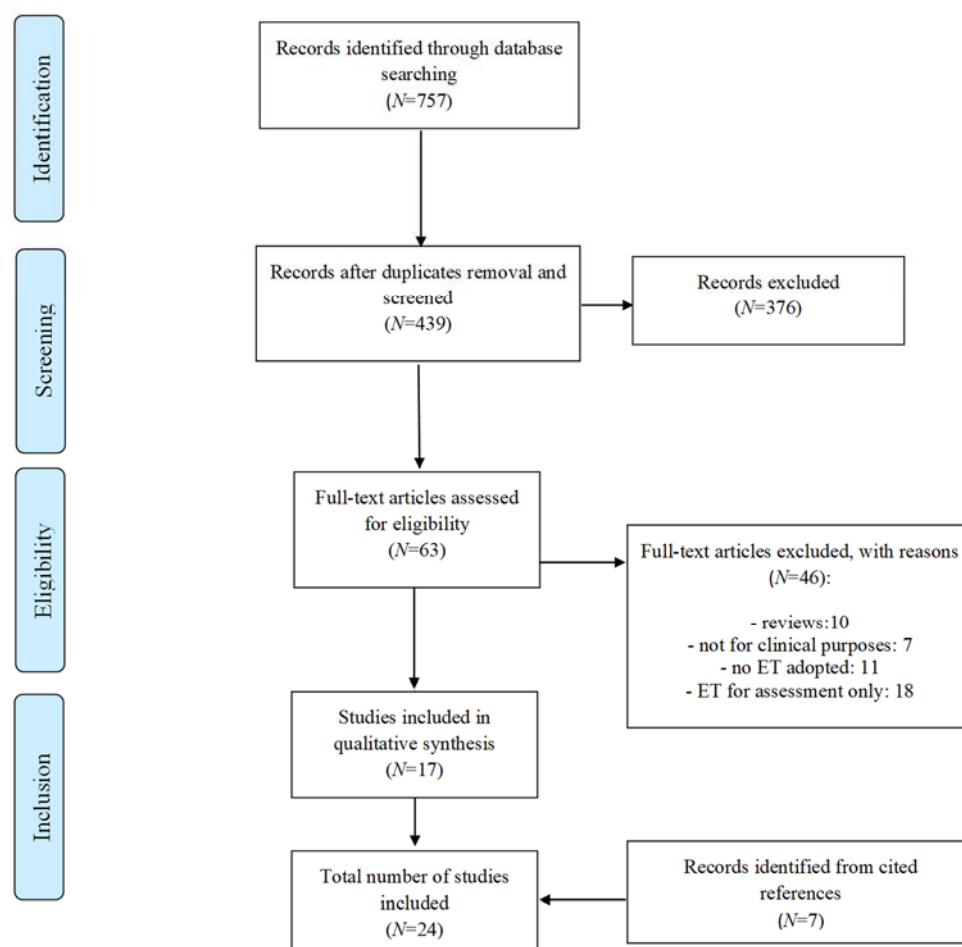 Identification
Records identified through database
searching
(N=757)
Screening
Records after duplicates removal and
screened
(N=439)
Records excluded
(N=376)
Eligibility
Full-text articles assessed
for eligibility
(N=63)
Full-text articles excluded, with reasons
(N=46):
- reviews:10
- not for clinical purposes: 7
- no ET adopted: 11
- ET for assessment only: 18
Inclusion
Studies included in
qualitative synthesis
(N=17)
Total number of studies
included
(N=24)
Records identified from cited
references
(N=7)